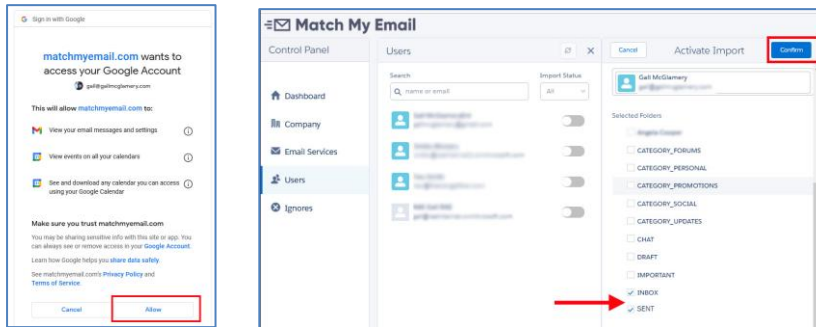 Sign in with Google
matchmyemail.com wants to
access your Google Account
gail@gailmcglamery.com
This will allow matchmyemail.com to:
View your email messages and settings
View events on all your calendars
See and download any calendar you can access
using your Google Calendar
Make sure you trust matchmyemail.com
You may be sharing sensitive info with this site or app. You
can always see or remove access in your Google Account.
Learn how Google helps you share data safely.
See matchmyemail.com's Privacy Policy and
Terms of Service.
Cancel
Allow
Match My Email
Control Panel
Dashboard
Company
Email Services
Users
Ignores
Users
Search
Import Status
name or email
All
Cancel
Activate Import
Confirm
Gail McGlamery
Selected Folders
CATEGORY_FORUMS
CATEGORY_PERSONAL
CATEGORY_PROMOTIONS
CATEGORY_SOCIAL
CATEGORY_UPDATES
CHAT
DRAFT
IMPORTANT
INBOX
SENT